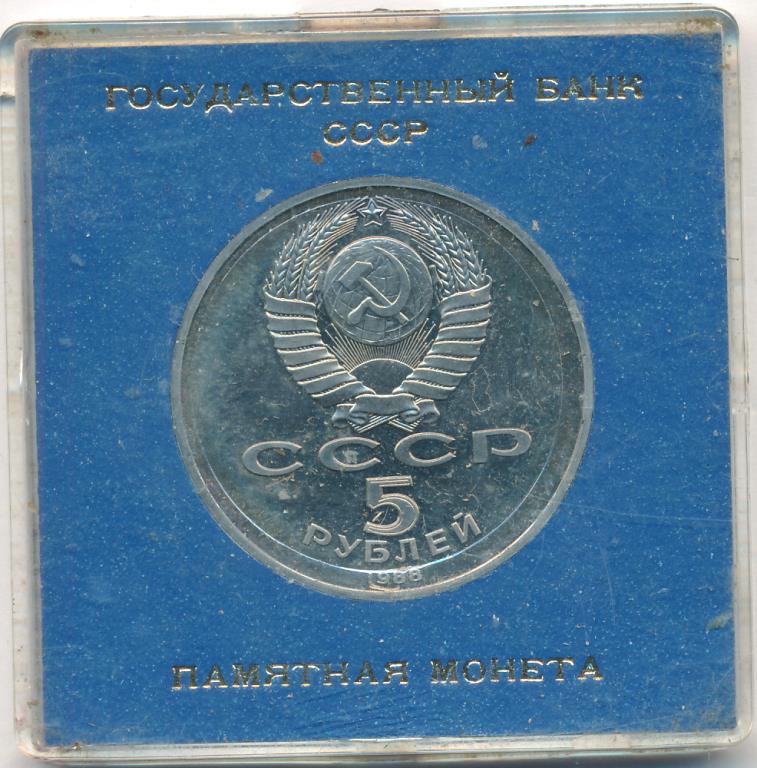 ГОСУДАРСТВЕННЫЙ БАНК
СССР
СССР
5
РУБЛЕЙ
1988
ПАМЯТНАЯ МОНЕТА